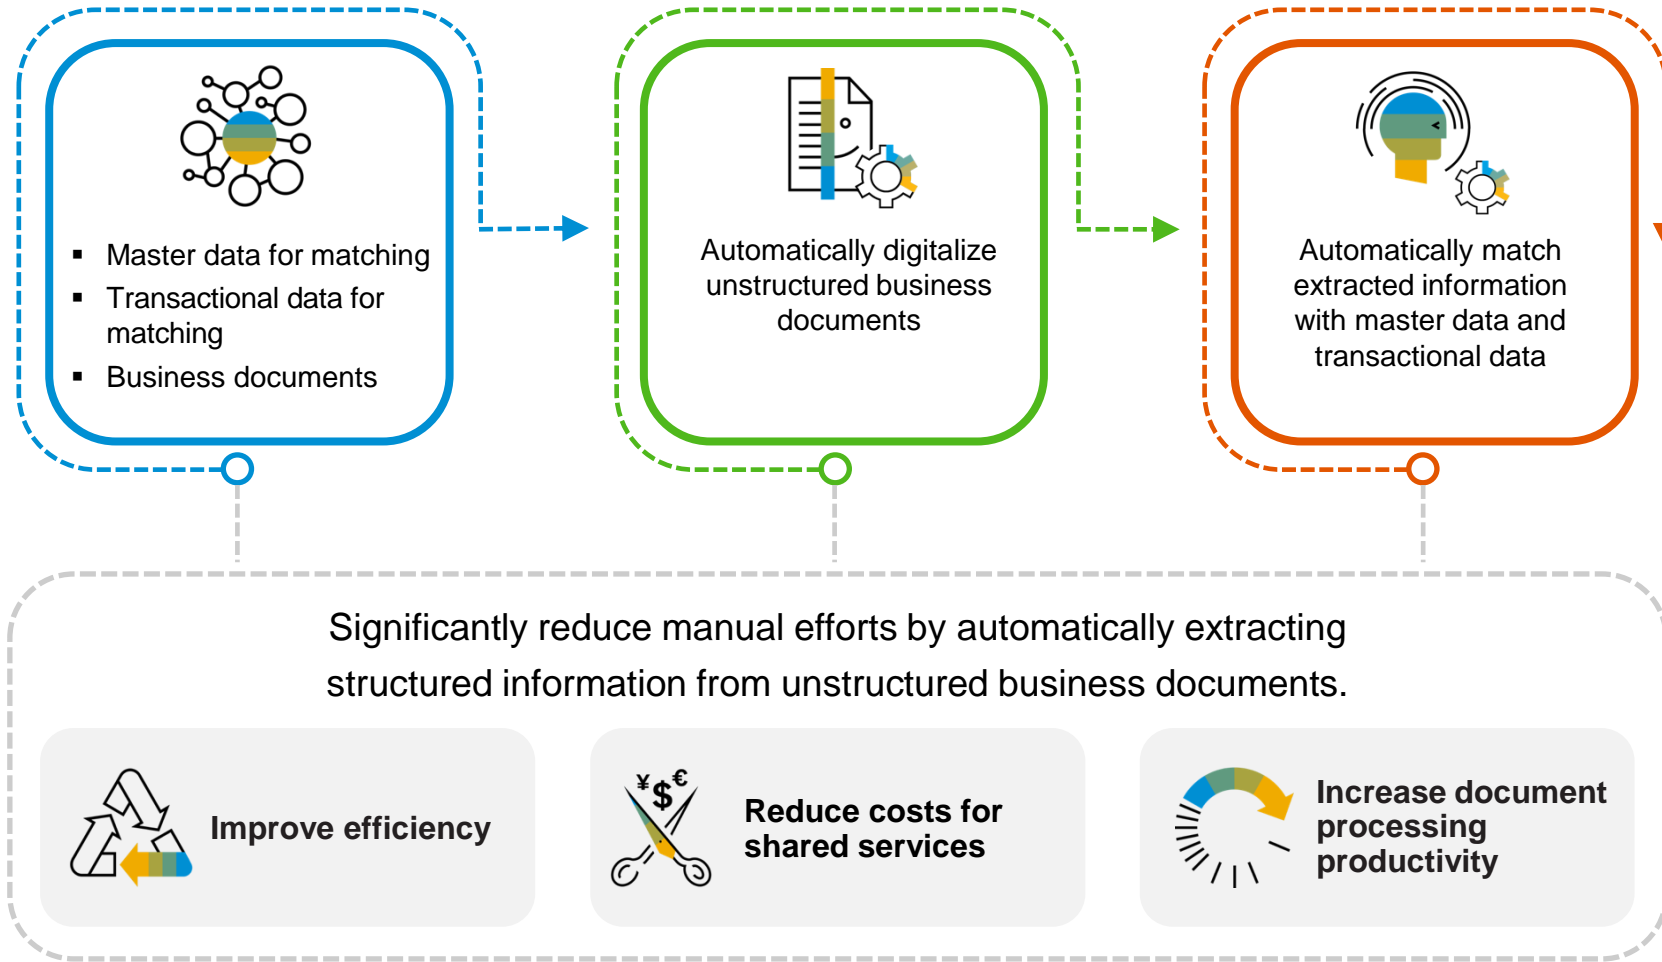 ▪ Master data for matching
▪ Transactional data for
matching
▪ Business documents
Automatically digitalize
unstructured business
documents
Automatically match
extracted information
with master data and
transactional data
Significantly reduce manual efforts by automatically extracting
structured information from unstructured business documents.
Improve efficiency
¥$€
Reduce costs for
shared services
Increase document
processing
productivity